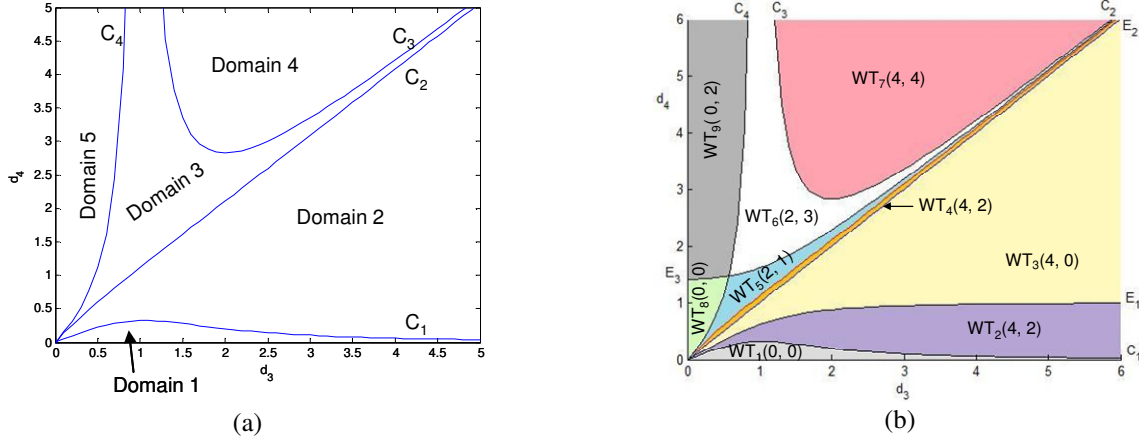 5
4.5
4
3.5
3
2.5
2
1.5
1
0.5
0
d4
0 0.5 1 1.5 2 2.5 3 3.5 4 4.5 5
d3
C4
C3
C2
C1
Domain 4
Domain 5
Domain 3
Domain 2
Domain 1
(a)
C4 C3 C2
E2
6
5
4
3
2
1
0
d4
E3
WT7(4, 4)
WT9( 0, 2)
WT6(2, 3)
WT4(4, 2)
WT3(4, 0)
WT5(2, 1)
WT8(0, 0)
E1
WT2(4, 2)
WT1(0, 0)
C1
0 1 2 3 4 5 6
d3
(b)